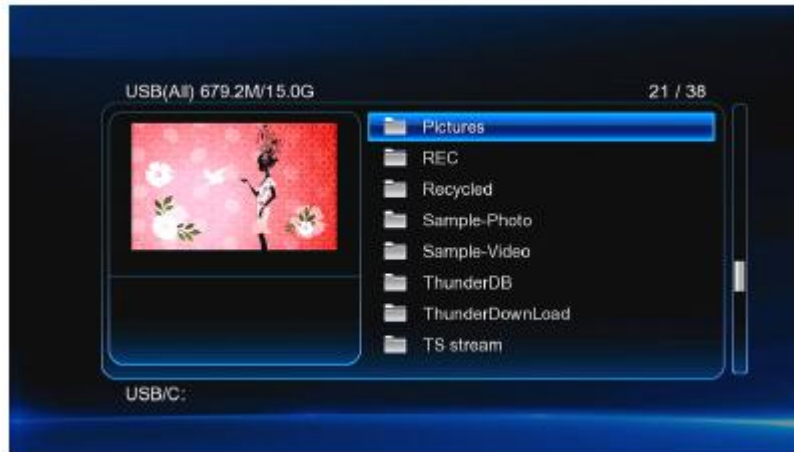 USB(All) 679.2M/15.0G 21 / 38
Pictures
REC
Recycled
Sample-Photo
Sample-Video
ThunderDB
ThunderDownLoad
TS stream
USB/C: